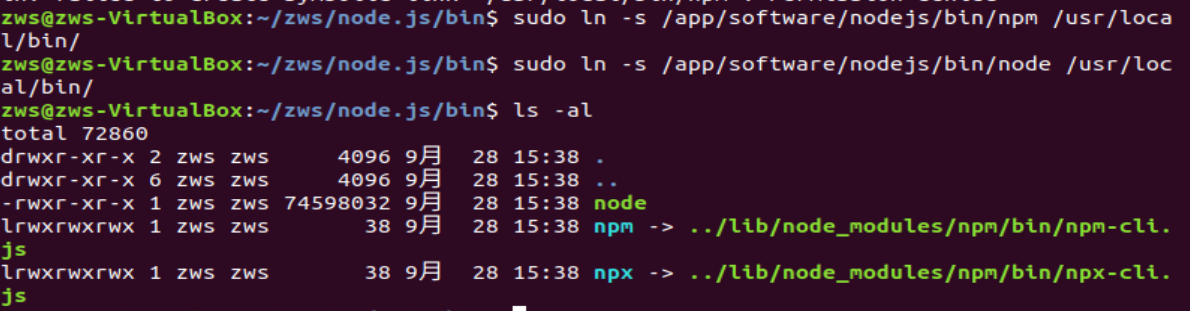 zws@zws-VirtualBox:~/zws/node.js/bin$ sudo ln -s /app/software/nodejs/bin/npm /usr/loca
l/bin/
zws@zws-VirtualBox:~/zws/node.js/bin$ sudo ln -s /app/software/nodejs/bin/node /usr/loc
al/bin/
zws@zws-VirtualBox:~/zws/node.js/bin$ ls -al
total 72860
drwxr-xr-x 2 zws zws     4096 9月  28 15:38 .
drwxr-xr-x 6 zws zws     4096 9月  28 15:38 ..
-rwxr-xr-x 1 zws zws 74598032 9月  28 15:38 node
lrwxrwxrwx 1 zws zws       38 9月  28 15:38 npm -> ../lib/node_modules/npm/bin/npm-cli.
js
lrwxrwxrwx 1 zws zws       38 9月  28 15:38 npx -> ../lib/node_modules/npm/bin/npx-cli.
js